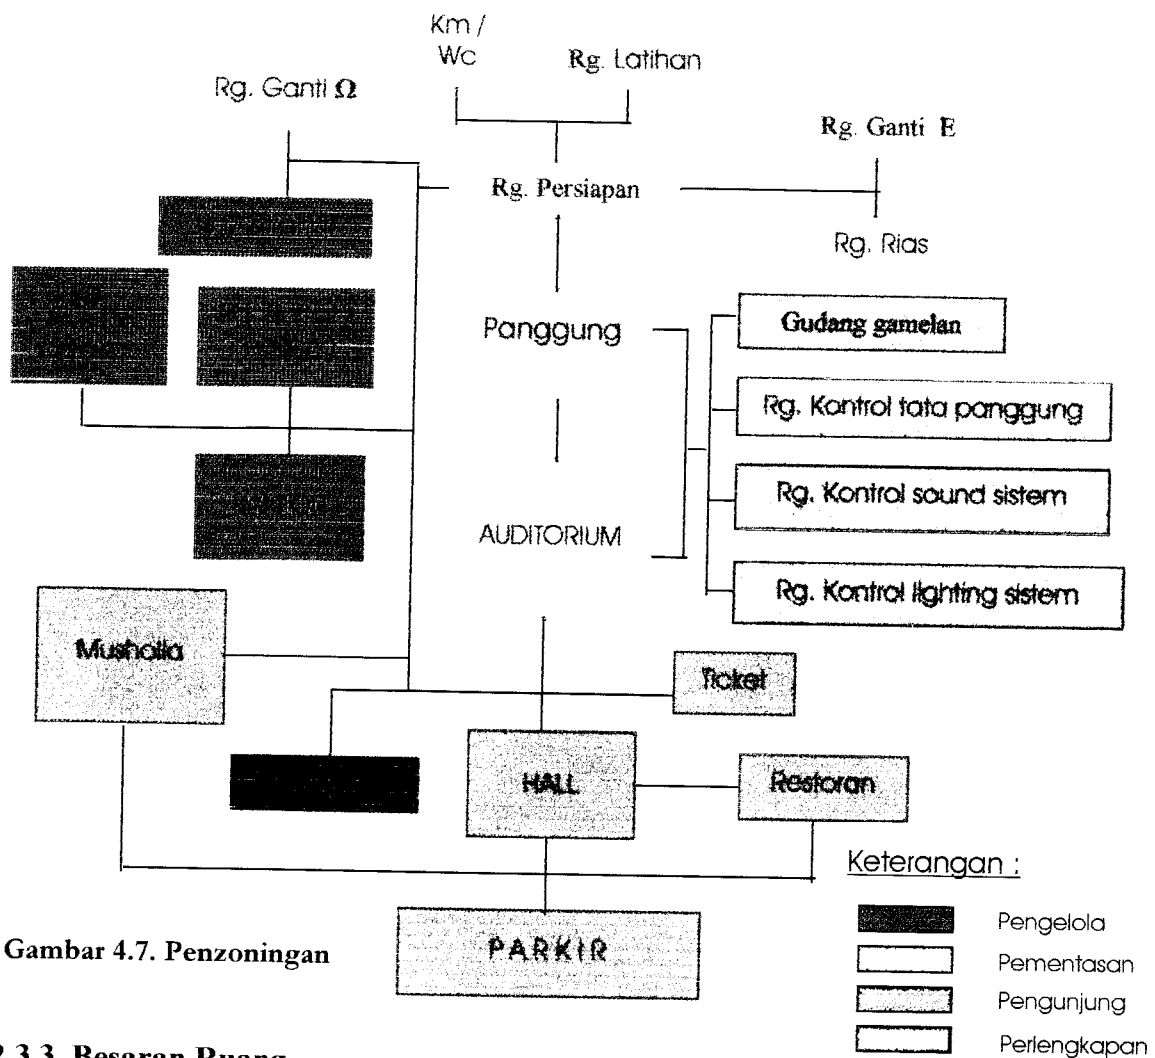 Km /
Wc
Rg. Latihan
Rg. Ganti Ω
Rg. Ganti E
Rg. Persiapan
Rg. Rias
Panggung
Gudang gamelan
Rg. Kontrol tata panggung
Rg. Kontrol sound sistem
AUDITORIUM
Rg. Kontrol lighting sistem
Musholla
Ticket
HALL
Restoran
Keterangan :
PARKIR
Pengelola
Pementasan
Pengunjung
Perlengkapan
Gambar 4.7. Penzoningan
2.3.3. Besaran Ruang